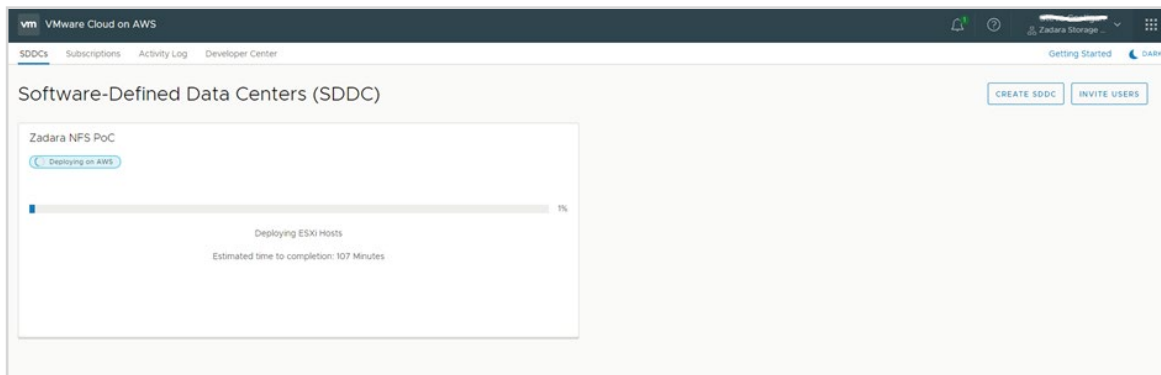 vm VMware Cloud on AWS
Zadara Storage ...
SDDCs Subscriptions Activity Log Developer Center Getting Started DARK
Software-Defined Data Centers (SDDC) CREATE SDDC INVITE USERS
Zadara NFS PoC
Deploying on AWS
1%
Deploying ESXi Hosts
Estimated time to completion: 107 Minutes